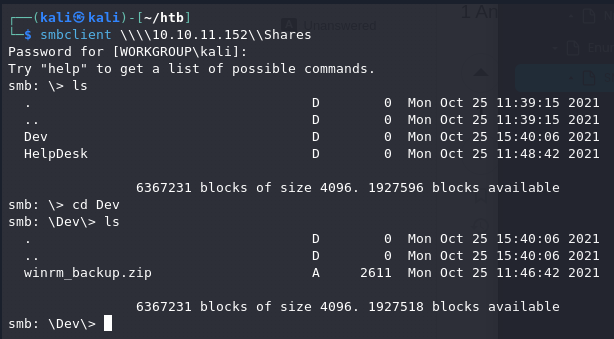 1 An
Unanswered
┌──(kali㉿kali)-[~/htb]
└─$ smbclient \\\\10.10.11.152\\Shares
Password for [WORKGROUP\kali]:
Try "help" to get a list of possible commands.
smb: \> ls
  .                                   D        0  Mon Oct 25 11:39:15 2021
  ..                                  D        0  Mon Oct 25 11:39:15 2021
  Dev                                 D        0  Mon Oct 25 15:40:06 2021
  HelpDesk                            D        0  Mon Oct 25 11:48:42 2021
                6367231 blocks of size 4096. 1927596 blocks available
smb: \> cd Dev
smb: \Dev\> ls
  .                                   D        0  Mon Oct 25 15:40:06 2021
  ..                                  D        0  Mon Oct 25 15:40:06 2021
  winrm_backup.zip                    A     2611  Mon Oct 25 11:46:42 2021
                6367231 blocks of size 4096. 1927518 blocks available
smb: \Dev\>